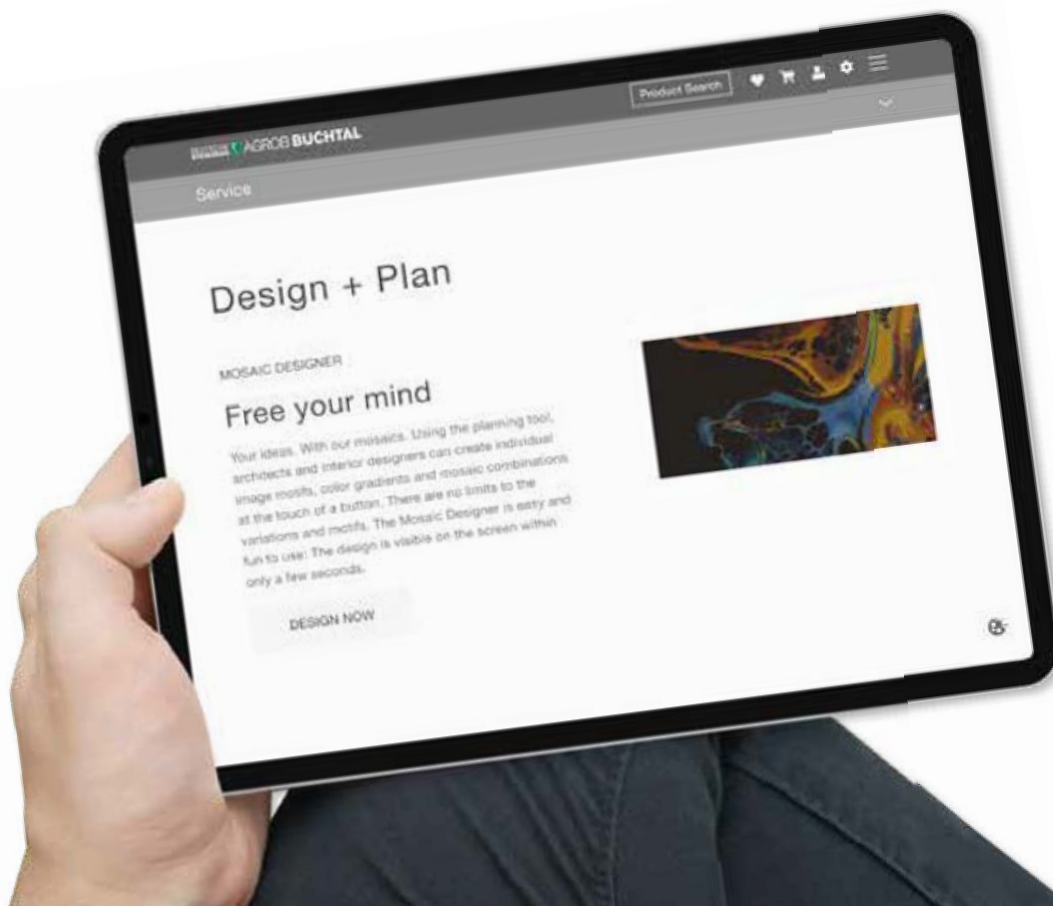 Product Search
AGROB BUCHTAL
Service
Design + Plan
MOSAIC DESIGNER
Free your mind
Your ideas. With our mosaics. Using the planning tool,
architects and interior designers can create individual
image motifs, color gradients and mosaic combinations
at the touch of a button. There are no limits to the
variations and motifs. The Mosaic Designer is easy and
fun to use: The design is visible on the screen within
only a few seconds.
DESIGN NOW